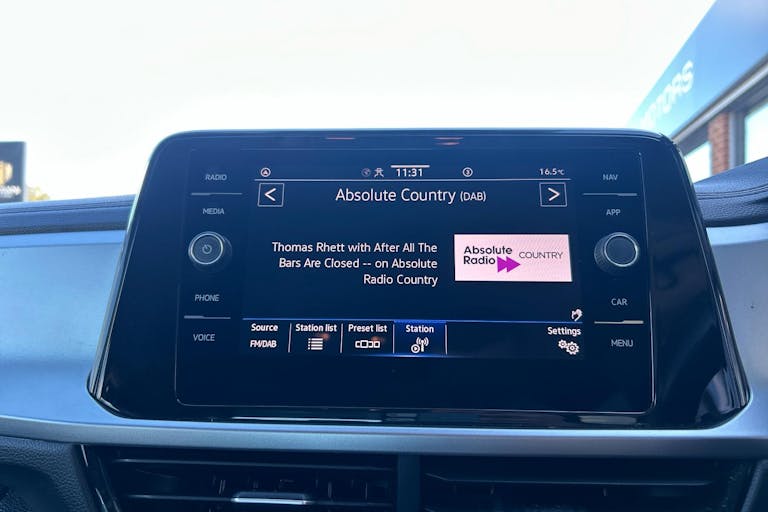 MOTORS
RADIO
MEDIA
PHONE
VOICE
11:31
3
16.5°C
Absolute Country (DAB)
Thomas Rhett with After All The
Bars Are Closed -- on Absolute
Radio Country
Absolute
Radio
COUNTRY
Source
FM/DAB
Station list
Preset list
Station
Settings
NAV
APP
CAR
MENU